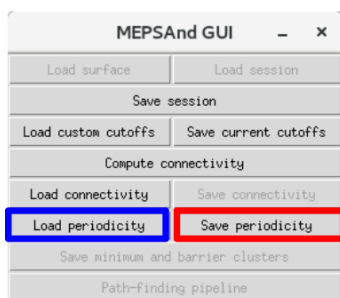 MEPSAnd GUI
Load surface Load session
Save session
Load custom cutoffs Save current cutoffs
Compute connectivity
Load connectivity Save connectivity
Load periodicity Save periodicity
Save minimum and barrier clusters
Path-finding pipeline